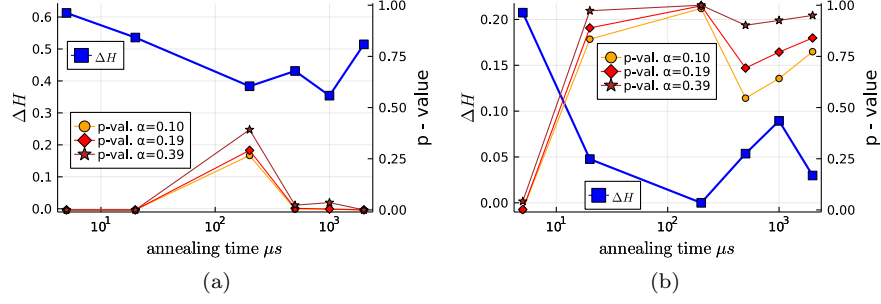 0.6
0.5
0.4
0.3
0.2
0.1
0.0
ΔH
1.00
0.75
0.50
0.25
0.00
p - value
ΔH
p-val. α=0.10
p-val. α=0.19
p-val. α=0.39
10¹
10²
10³
annealing time μs
(a)
0.20
0.15
0.10
0.05
0.00
ΔH
1.00
0.75
0.50
0.25
0.00
p - value
p-val. α=0.10
p-val. α=0.19
p-val. α=0.39
ΔH
10¹
10²
10³
annealing time μs
(b)